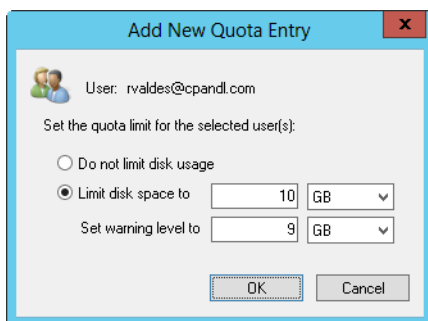 Add New Quota Entry
x
User: rvaldes@cpandl.com
Set the quota limit for the selected user(s):
Do not limit disk usage
Limit disk space to 10 GB
Set warning level to 9 GB
OK Cancel